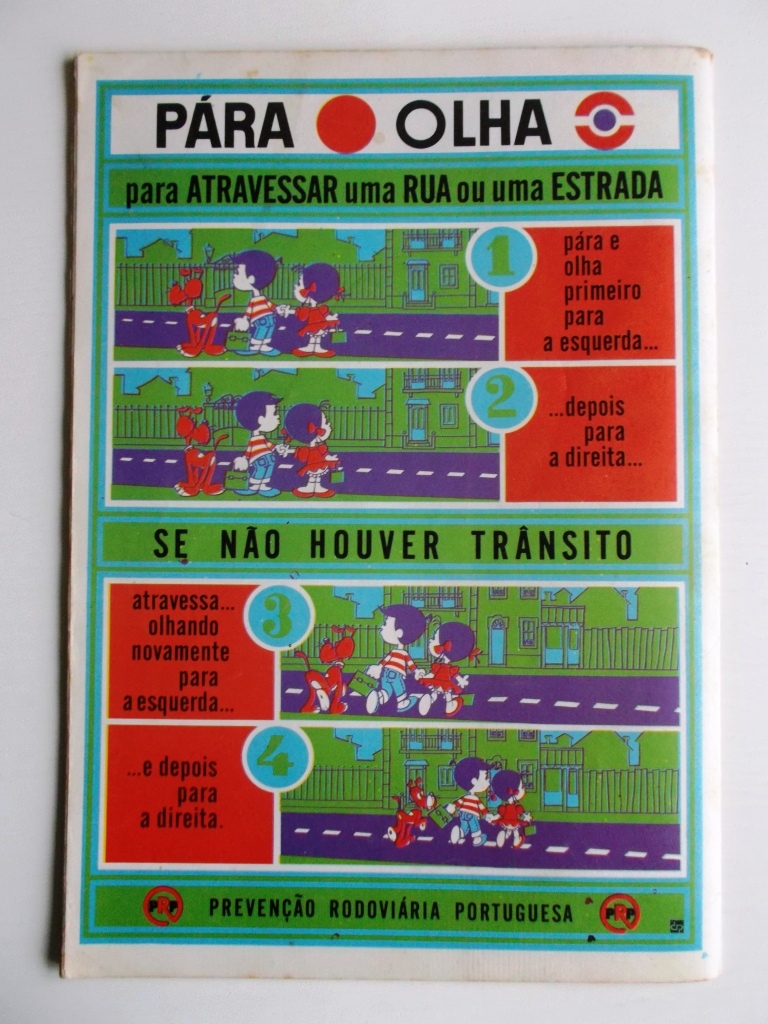 PÁRA OLHA
para ATRAVESSAR uma RUA ou uma ESTRADA
1
pára e
olha
primeiro
para
a esquerda...
2
...depois
para
a direita...
SE NÃO HOUVER TRÂNSITO
3
atravessa...
olhando
novamente
para
a esquerda...
4
...e depois
para
a direita.
PRP PREVENÇÃO RODOVIÁRIA PORTUGUESA PRP